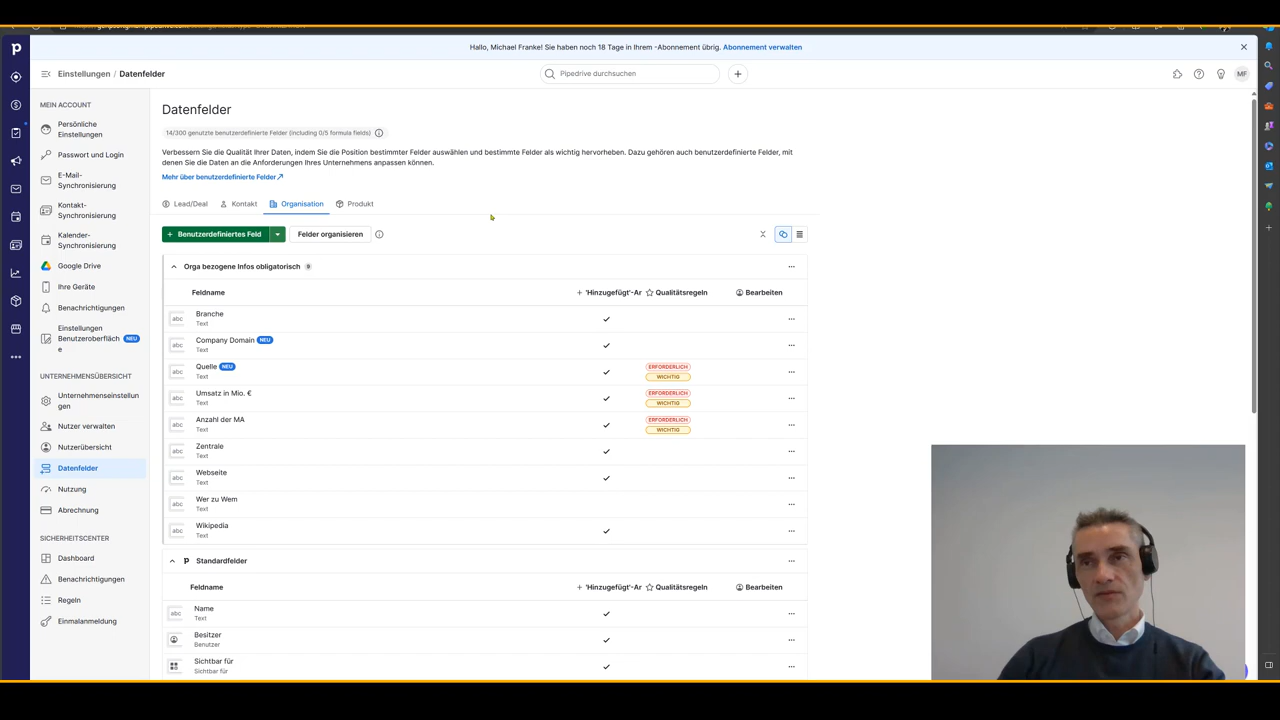 Hallo, Michael Franke! Sie haben noch 18 Tage in Ihrem -Abonnement übrig. Abonnement verwalten
Einstellungen / Datenfelder
Pipedrive durchsuchen
MF
MEIN ACCOUNT
Persönliche
Einstellungen
Passwort und Login
E-Mail-
Synchronisierung
Kontakt-
Synchronisierung
Kalender-
Synchronisierung
Google Drive
Ihre Geräte
Benachrichtigungen
Einstellungen
Benutzeroberfläch
e
NEU
UNTERNEHMENSÜBERSICHT
Unternehmenseinstellun
gen
Nutzer verwalten
Nutzerübersicht
Datenfelder
Nutzung
Abrechnung
SICHERHEITSCENTER
Dashboard
Benachrichtigungen
Regeln
Einmalanmeldung
Datenfelder
14/300 genutzte benutzerdefinierte Felder (including 0/5 formula fields)
Verbessern Sie die Qualität Ihrer Daten, indem Sie die Position bestimmter Felder auswählen und bestimmte Felder als wichtig hervorheben. Dazu gehören auch benutzerdefinierte Felder, mit
denen Sie die Daten an die Anforderungen Ihres Unternehmens anpassen können.
Mehr über benutzerdefinierte Felder
Lead/Deal Kontakt Organisation Produkt
+ Benutzerdefiniertes Feld Felder organisieren
Orga bezogene Infos obligatorisch 9
Feldname + 'Hinzugefügt'-Ar Qualitätsregeln Bearbeiten
abc Branche
Text
abc Company Domain NEU
Text
abc Quelle NEU ERFORDERLICH
Text WICHTIG
abc Umsatz in Mio. € ERFORDERLICH
Text WICHTIG
abc Anzahl der MA ERFORDERLICH
Text WICHTIG
abc Zentrale
Text
abc Webseite
Text
abc Wer zu Wem
Text
abc Wikipedia
Text
Standardfelder
Feldname + 'Hinzugefügt'-Ar Qualitätsregeln Bearbeiten
abc Name
Text
Besitzer
Benutzer
Sichtbar für
Sichtbar für